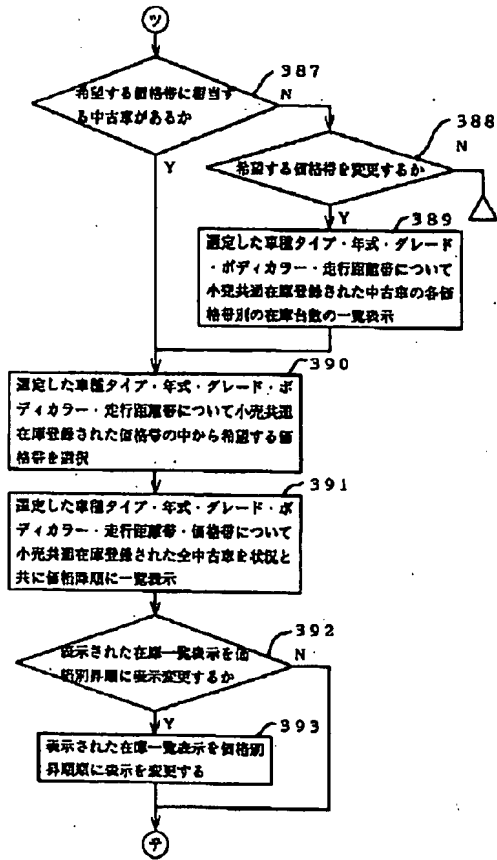 ツ
387
希望する価格帯に相当す
る中古車があるか
N
Y
388
希望する価格帯を変更するか
N
Y
389
選定した車種タイプ・年式・グレード
・ボディカラー・走行距離帯について
小売共通在庫登録された中古車の各価
格帯別の在庫台数の一覧表示
390
選定した車種タイプ・年式・グレード・ボ
ディカラー・走行距離帯について小売共通
在庫登録された価格帯の中から希望する価
格帯を選択
391
選定した車種タイプ・年式・グレード・ボ
ディカラー・走行距離帯・価格帯について
小売共通在庫登録された全中古車を状況と
共に価格降順に一覧表示
392
表示された在庫一覧表示を価
格別昇順に表示変更するか
N
Y
393
表示された在庫一覧表示を価格別
昇順順に表示を変更する
テ